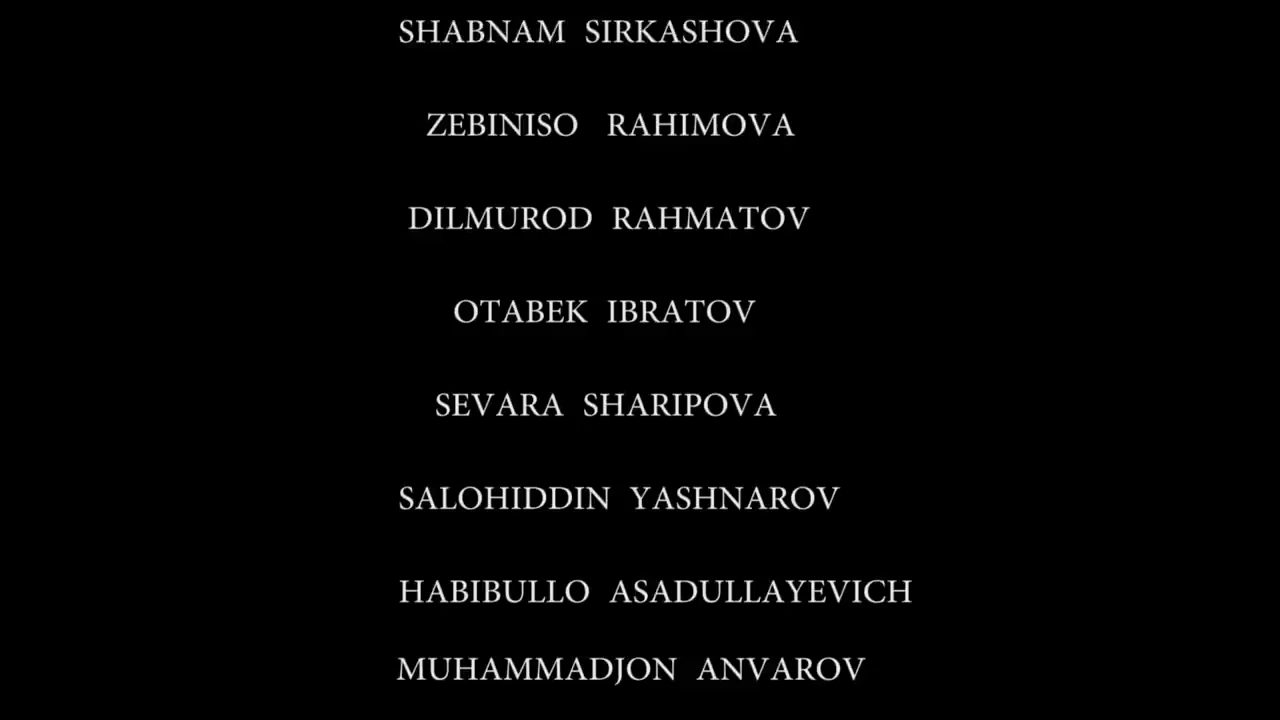 SHABNAM SIRKASHOVA
ZEBINISO RAHIMOVA
DILMUROD RAHMATOV
OTABEK IBRATOV
SEVARA SHARIPOVA
SALOHIDDIN YASHNAROV
HABIBULLO ASADULLAYEVICH
MUHAMMADJON ANVAROV